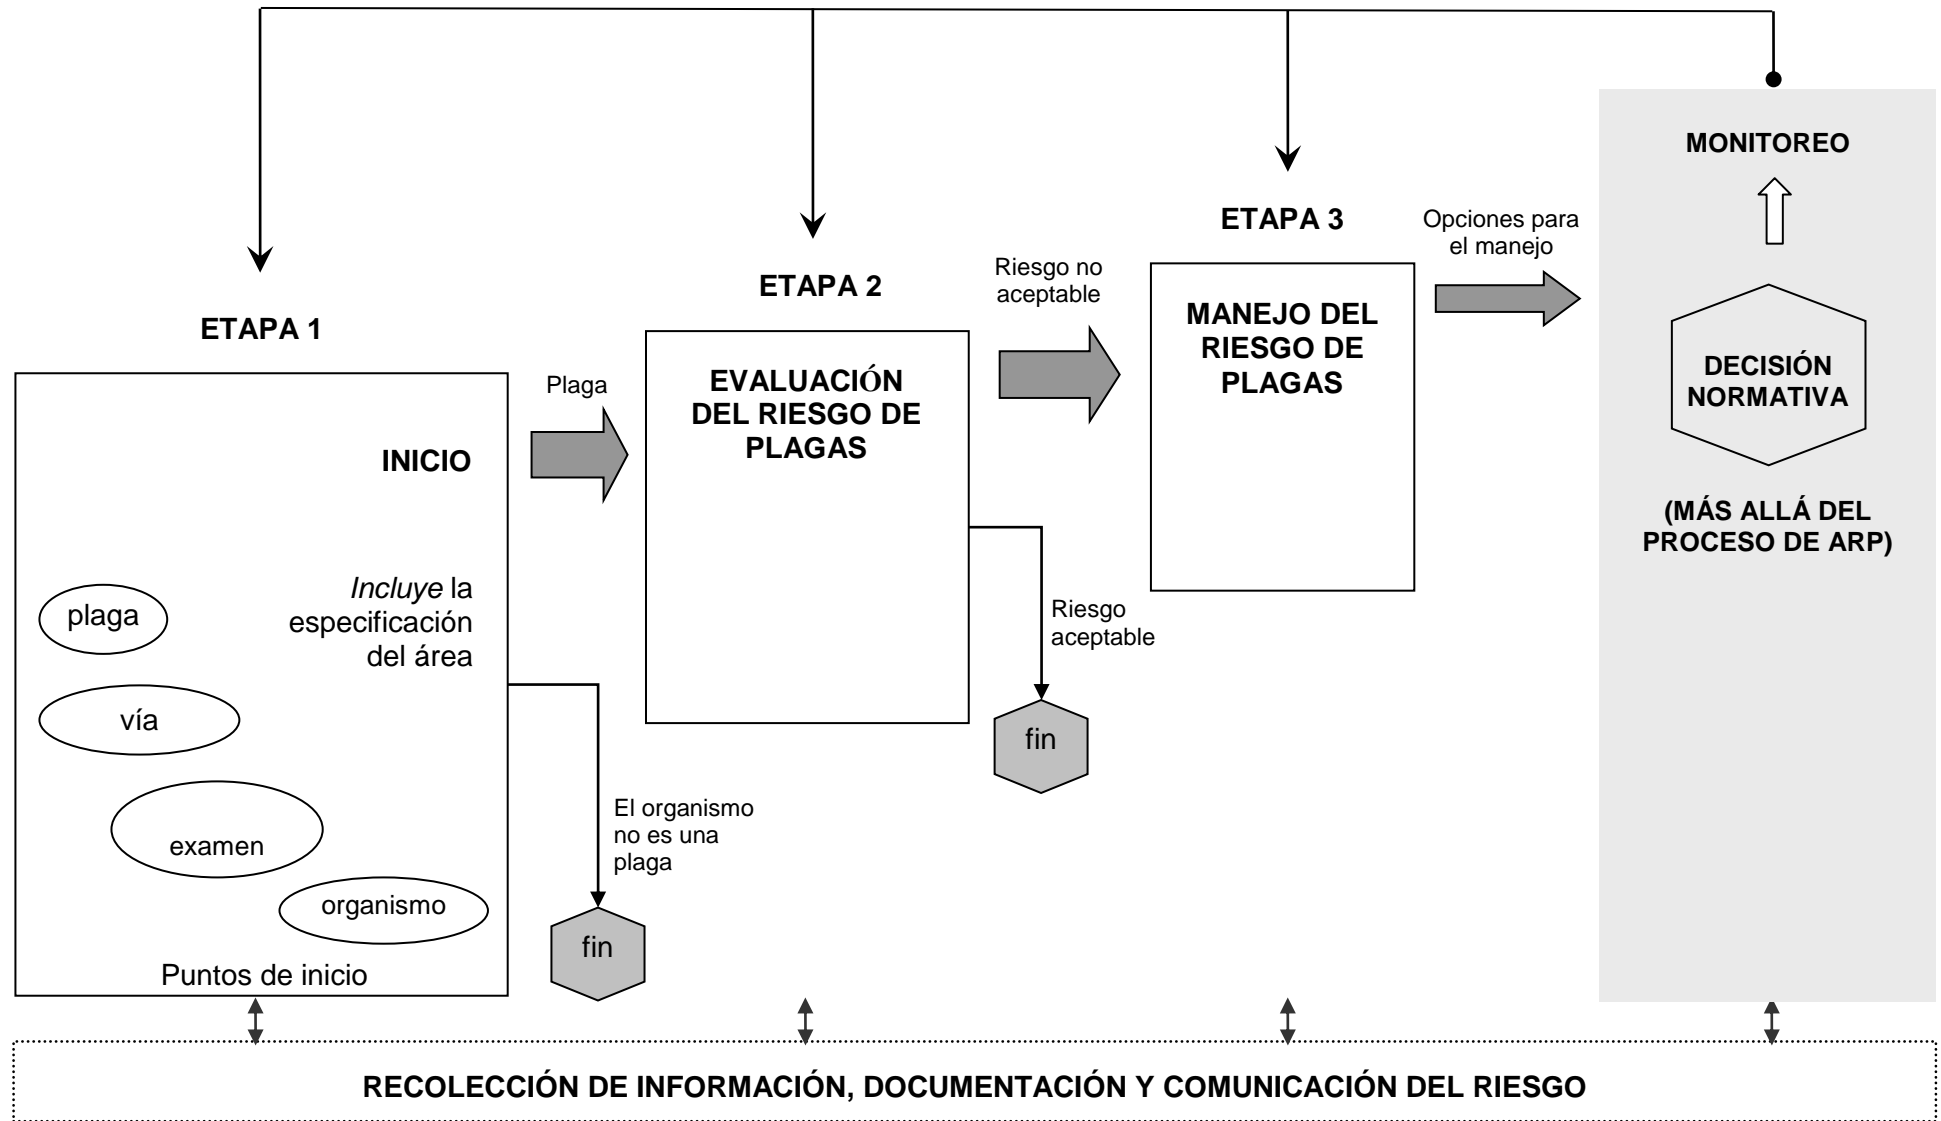 ETAPA 1
INICIO
Incluye la
especificación
del área
plaga
vía
examen
organismo
Puntos de inicio
Plaga
El organismo
no es una
plaga
fin
ETAPA 2
EVALUACIÓN
DEL RIESGO DE
PLAGAS
Riesgo no
aceptable
Riesgo
aceptable
fin
ETAPA 3
MANEJO DEL
RIESGO DE
PLAGAS
Opciones para
el manejo
MONITOREO
DECISIÓN
NORMATIVA
(MÁS ALLÁ DEL
PROCESO DE ARP)
RECOLECCIÓN DE INFORMACIÓN, DOCUMENTACIÓN Y COMUNICACIÓN DEL RIESGO